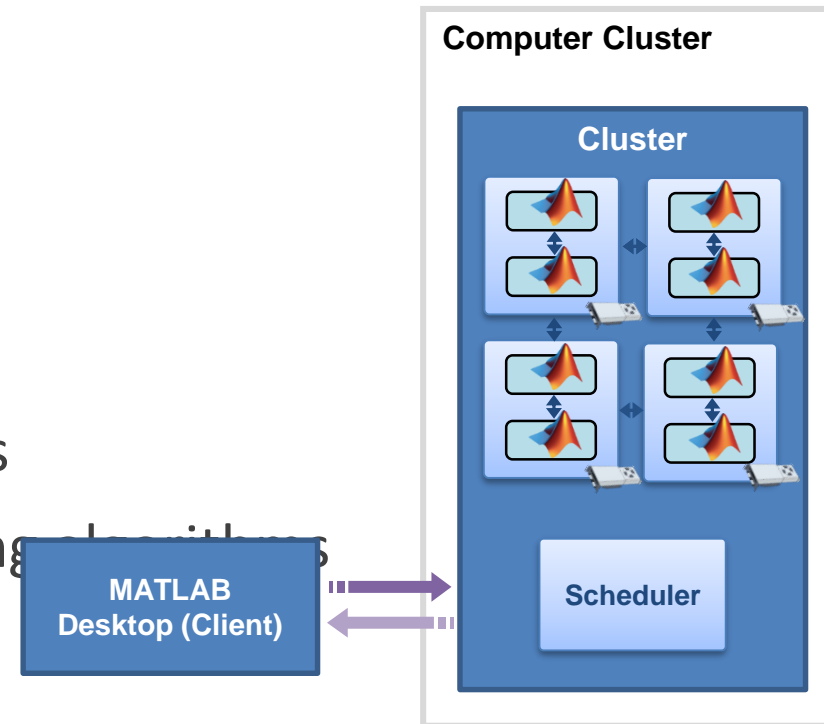 Computer Cluster
Cluster
s
MATLAB
Desktop (Client)
Scheduler